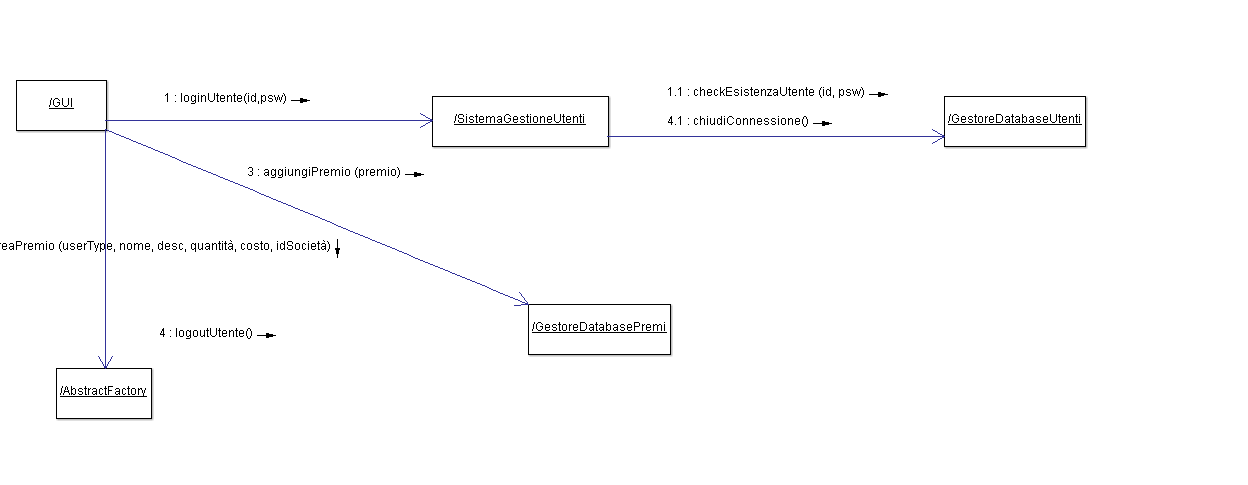 /GUI
1 : loginUtente(id,psw)
/SistemaGestioneUtenti
1.1 : checkEsistenzaUtente (id, psw)
4.1 : chiudiConnessione()
/GestoreDatabaseUtenti
3 : aggiungiPremio (premio)
reaPremio (userType, nome, desc, quantità, costo, idSocietà)
/GestoreDatabasePremi
4 : logoutUtente()
/AbstractFactory